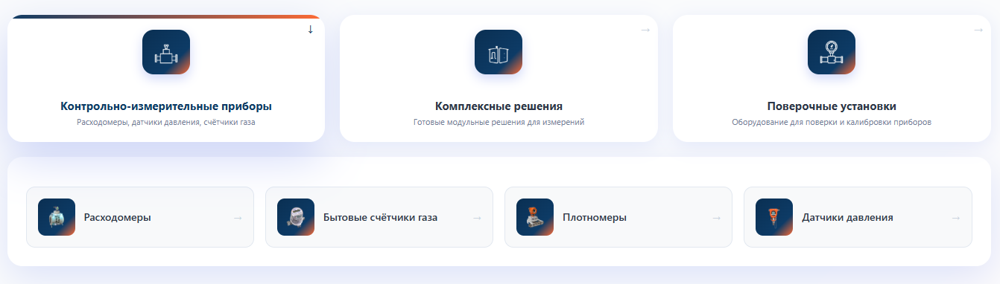 Контрольно-измерительные приборы
Расходомеры, датчики давления, счётчики газа
Комплексные решения
Готовые модульные решения для измерений
Поверочные установки
Оборудование для поверки и калибровки приборов
Расходомеры
Бытовые счётчики газа
Плотномеры
Датчики давления